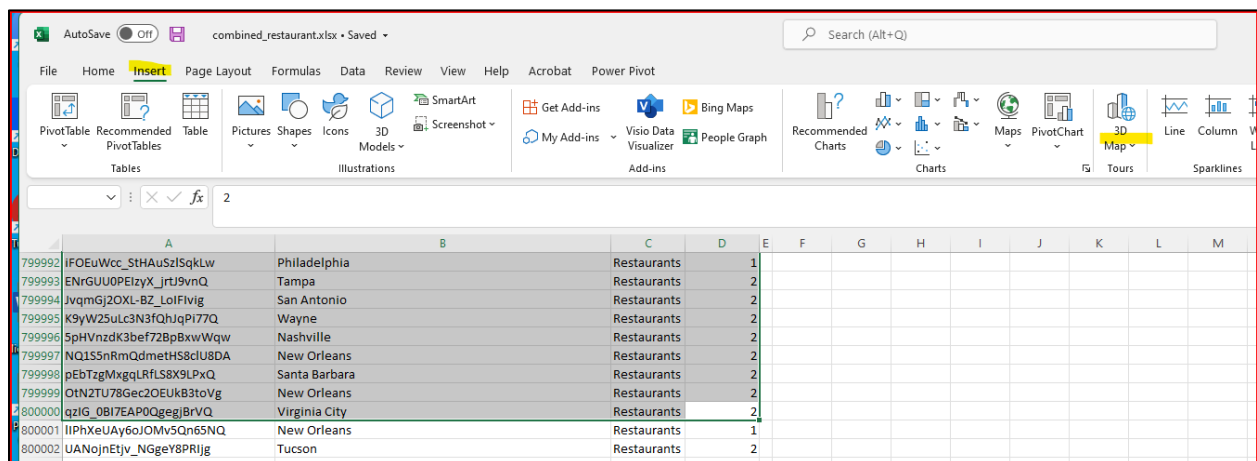 AutoSave Off combined_restaurant.xlsx • Saved Search (Alt+Q)
File Home Insert Page Layout Formulas Data Review View Help Acrobat Power Pivot
PivotTable Recommended PivotTables Table Pictures Shapes Icons 3D Models SmartArt Screenshot Get Add-ins My Add-ins Visio Data Visualizer Bing Maps People Graph Recommended Charts Maps PivotChart 3D Map Line Column
Tables Illustrations Add-ins Charts Tours Sparklines
fx 2
A B C D E F G H I J K L M
799992 iFOEuWcc_StHAuSzlSqkLw Philadelphia Restaurants 1
799993 ENrGUU0PEIzyX_jrtJ9vnQ Tampa Restaurants 2
799994 JvqmGj2OXL-BZ_LoIFIvig San Antonio Restaurants 2
799995 K9yW25uLc3N3fQhJqPi77Q Wayne Restaurants 2
799996 5pHVnzdK3bef72BpBxwWqw Nashville Restaurants 2
799997 NQ1S5nRmQdmetHS8clU8DA New Orleans Restaurants 2
799998 pEbTzgMxgqLRfLS8X9LPxQ Santa Barbara Restaurants 2
799999 OtN2TU78Gec2OEUkB3toVg New Orleans Restaurants 2
800000 qzIG_0BI7EAP0QgegjBrVQ Virginia City Restaurants 2
800001 lIPhXeUAy6oJOMv5Qn65NQ New Orleans Restaurants 1
800002 UANojnEtjv_NGgeY8PRIjg Tucson Restaurants 2